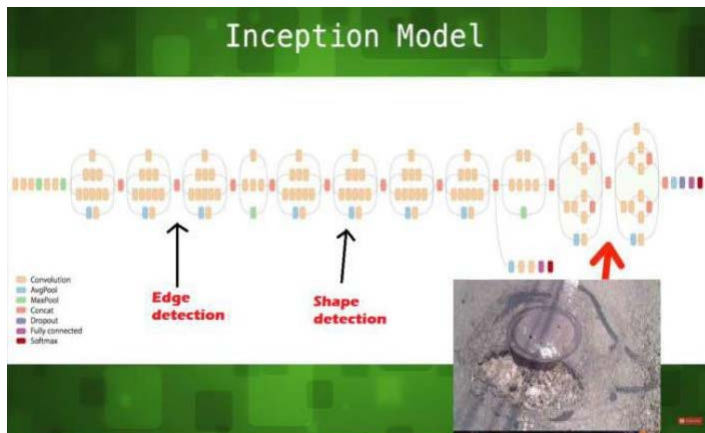 Inception Model
Edge
detection
Shape
detection
Convolution
AvgPool
MaxPool
Concat
Dropout
Fully connected
Softmax